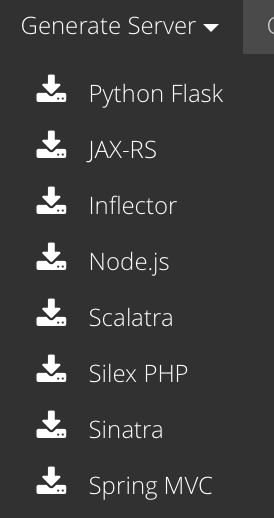 Generate Server
Python Flask
JAX-RS
Inflector
Node.js
Scalatra
Silex PHP
Sinatra
Spring MVC